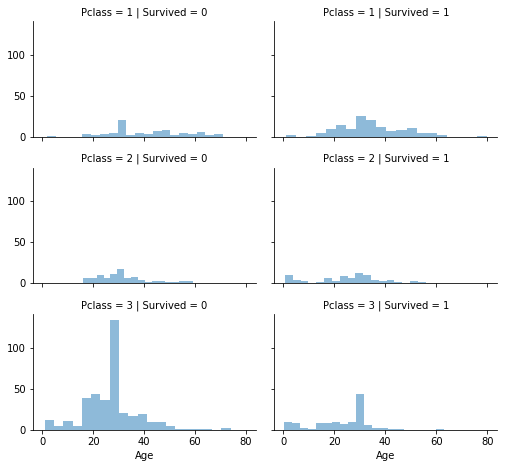 Pclass = 1 | Survived = 0
Pclass = 1 | Survived = 1
100
50
0
Pclass = 2 | Survived = 0
Pclass = 2 | Survived = 1
100
50
0
Pclass = 3 | Survived = 0
Pclass = 3 | Survived = 1
100
50
0
0 20 40 60 80 0 20 40 60 80
Age Age